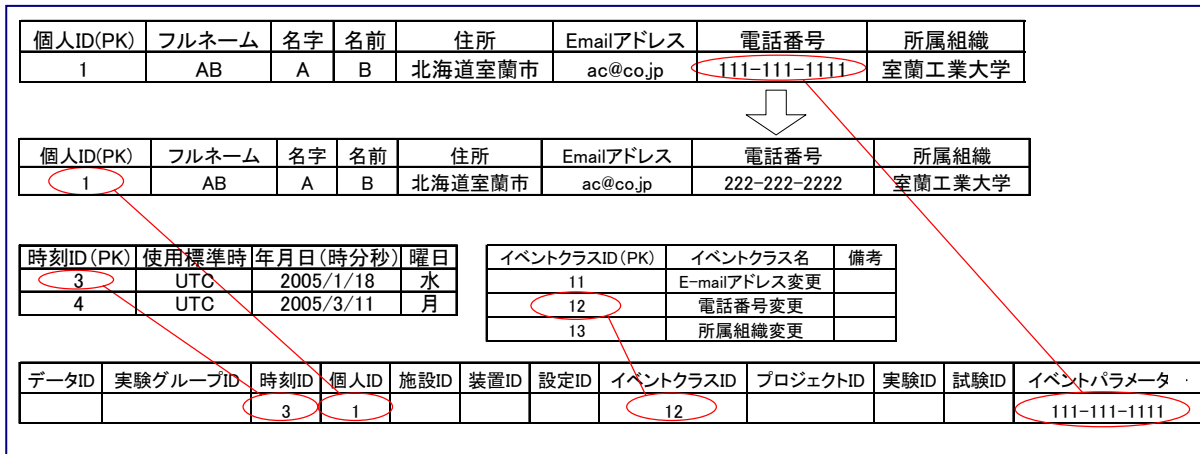 個人ID(PK) フルネーム 名字 名前 住所 Emailアドレス 電話番号 所属組織
1 AB A B 北海道室蘭市 ac@co.jp 111-111-1111 室蘭工業大学
個人ID(PK) フルネーム 名字 名前 住所 Emailアドレス 電話番号 所属組織
1 AB A B 北海道室蘭市 ac@co.jp 222-222-2222 室蘭工業大学
時刻ID(PK) 使用標準時 年月日(時分秒) 曜日
3 UTC 2005/1/18 水
4 UTC 2005/3/11 月
イベントクラスID(PK) イベントクラス名 備考
11 E-mailアドレス変更
12 電話番号変更
13 所属組織変更
データID 実験グループID 時刻ID 個人ID 施設ID 装置ID 設定ID イベントクラスID プロジェクトID 実験ID 試験ID イベントパラメータ ・
3 1 12 111-111-1111